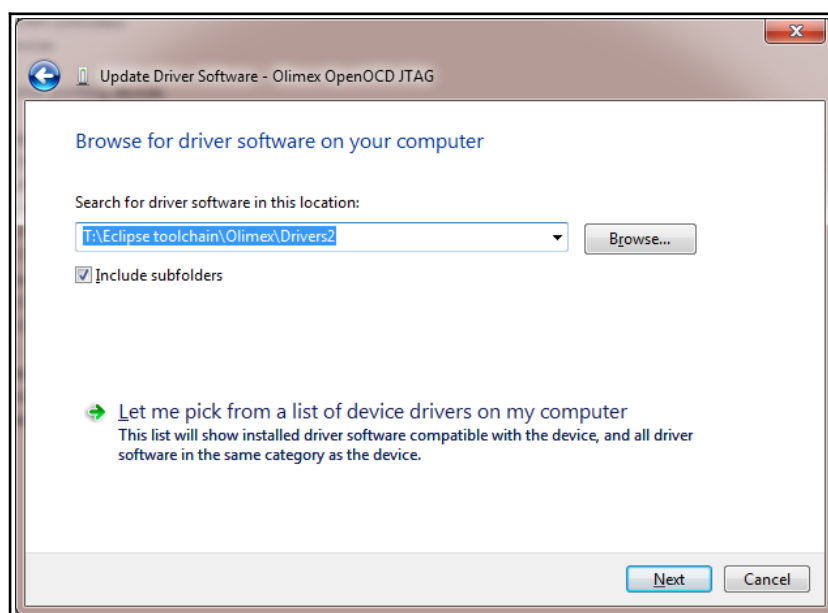 Update Driver Software - Olimex OpenOCD JTAG
Browse for driver software on your computer
Search for driver software in this location:
T:\Eclipse toolchain\Olimex\Drivers2
Browse...
Include subfolders
Let me pick from a list of device drivers on my computer
This list will show installed driver software compatible with the device, and all driver
software in the same category as the device.
Next
Cancel